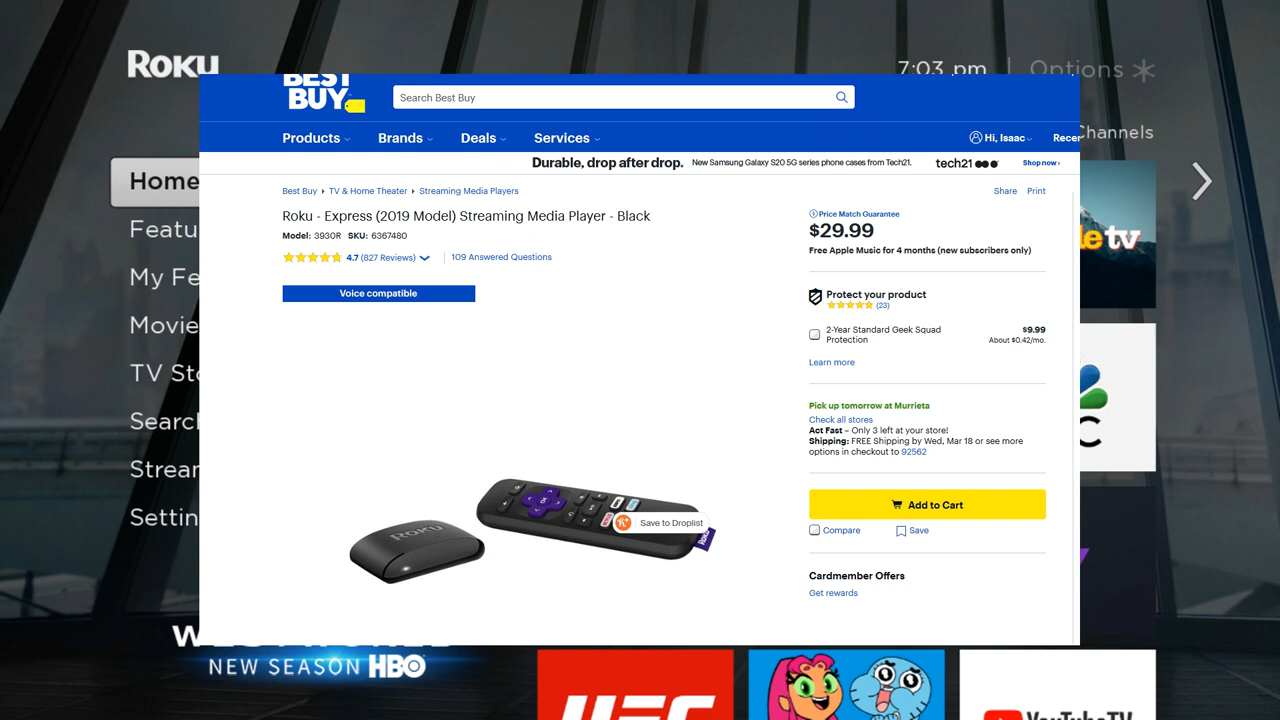 Roku
7:03 pm | Options
BEST
BUY
Search Best Buy
Products Brands Deals Services Hi, Isaac Recen
Channels
Durable, drop after drop. New Samsung Galaxy S20 5G series phone cases from Tech21. tech21 Shop now ›
Home
Featu
My Fe
Movie
TV Sto
Searcl
Strear
Settin
Best Buy TV & Home Theater Streaming Media Players Share Print
Roku - Express (2019 Model) Streaming Media Player - Black
Model: 3930R SKU: 6367480
4.7 (827 Reviews) 109 Answered Questions
Voice compatible
Price Match Guarantee
$29.99
Free Apple Music for 4 months (new subscribers only)
Protect your product
(23)
2-Year Standard Geek Squad Protection $9.99
About $0.42/mo.
Learn more
Pick up tomorrow at Murrieta
Check all stores
Act Fast – Only 3 left at your store!
Shipping: FREE Shipping by Wed, Mar 18 or see more
options in checkout to 92562
Add to Cart
Compare Save
Cardmember Offers
Get rewards
Roku
OK
Save to Droplist
Roku
le tv
C
NEW SEASON HBO
UFC
YouTubeTV